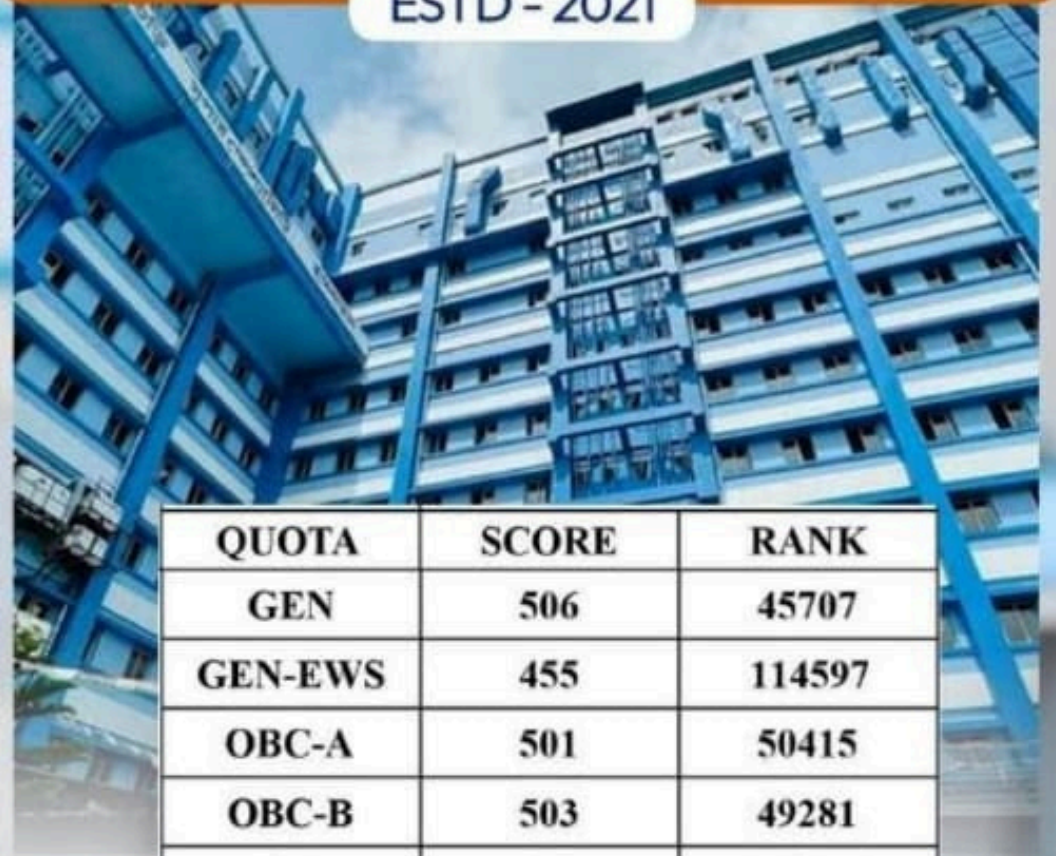 ESTD - 2021
QUOTA SCORE RANK
GEN 506 45707
GEN-EWS 455 114597
OBC-A 501 50415
OBC-B 503 49281